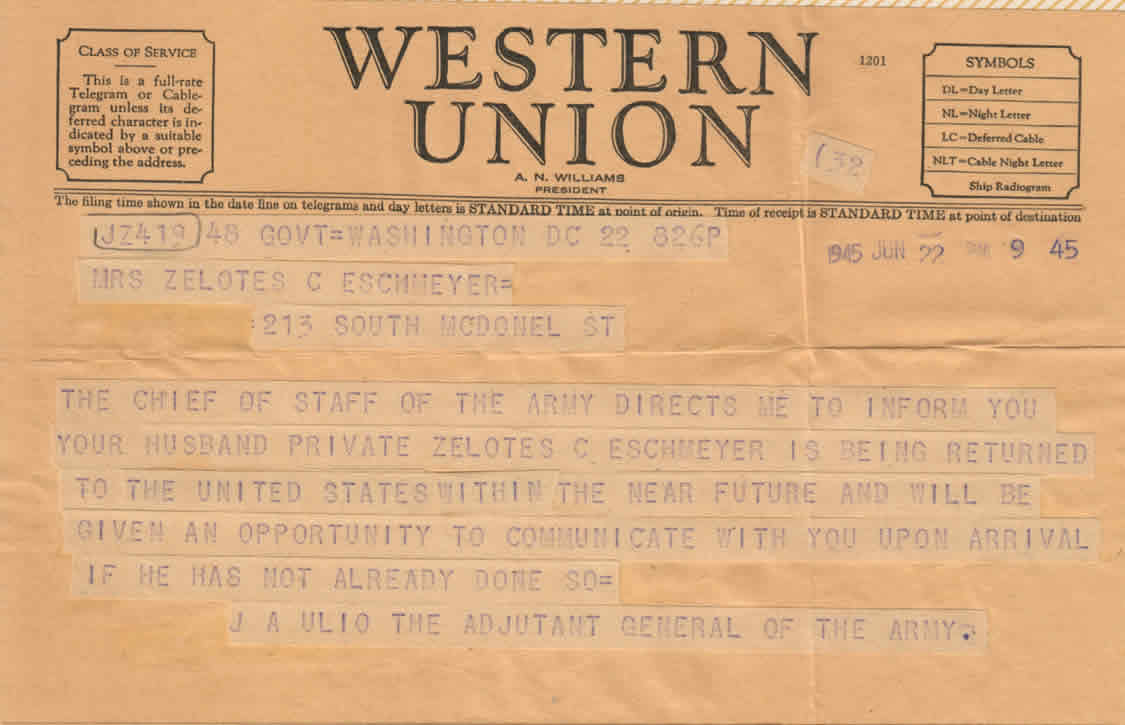 CLASS OF SERVICE
This is a full-rate
Telegram or Cable-
gram unless its de-
ferred character is in-
dicated by a suitable
symbol above or pre-
ceding the address.
WESTERN
UNION
A. N. WILLIAMS
PRESIDENT
1201
(32
SYMBOLS
DL=Day Letter
NL=Night Letter
LC=Deferred Cable
NLT=Cable Night Letter
Ship Radiogram
The filing time shown in the date line on telegrams and day letters is STANDARD TIME at point of origin. Time of receipt is STANDARD TIME at point of destination
JZ419 48 GOVT=WASHINGTON DC 22 826P
1945 JUN 22 PM 9 45
MRS ZELOTES C ESCHMEYER=
:213 SOUTH MCDONEL ST
THE CHIEF OF STAFF OF THE ARMY DIRECTS ME TO INFORM YOU
YOUR HUSBAND PRIVATE ZELOTES C ESCHMEYER IS BEING RETURNED
TO THE UNITED STATES WITHIN THE NEAR FUTURE AND WILL BE
GIVEN AN OPPORTUNITY TO COMMUNICATE WITH YOU UPON ARRIVAL
IF HE HAS NOT ALREADY DONE SO=
J A ULIO THE ADJUTANT GENERAL OF THE ARMY.